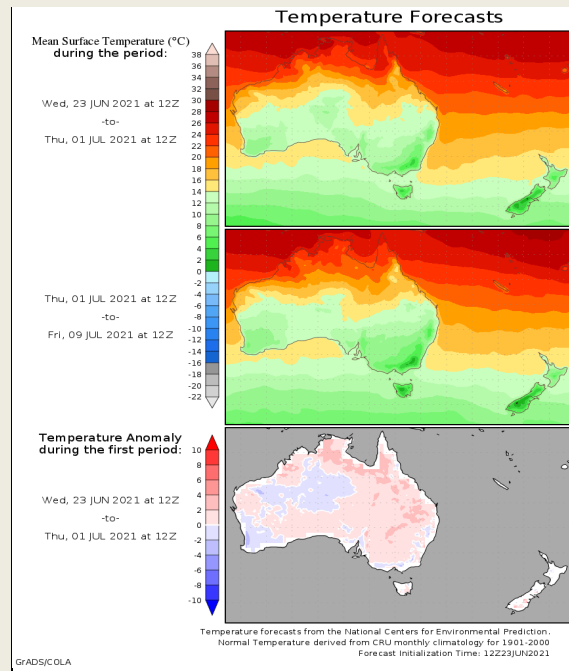 Temperature Forecasts
Mean Surface Temperature (°C)
during the period:
38
36
34
32
30
28
26
24
22
20
18
16
14
12
10
8
6
4
2
0
-2
-4
-6
-8
-10
-12
-14
-16
-18
-20
-22
Wed, 23 JUN 2021 at 12Z
-to-
Thu, 01 JUL 2021 at 12Z
Thu, 01 JUL 2021 at 12Z
-to-
Fri, 09 JUL 2021 at 12Z
Temperature Anomaly
during the first period:
10
8
6
4
2
0
-2
-4
-6
-8
-10
Wed, 23 JUN 2021 at 12Z
-to-
Thu, 01 JUL 2021 at 12Z
Temperature forecasts from the National Centers for Environmental Prediction.
Normal Temperature derived from CRU monthly climatology for 1901-2000
Forecast Initialization Time: 12Z23JUN2021
GrADS/COLA